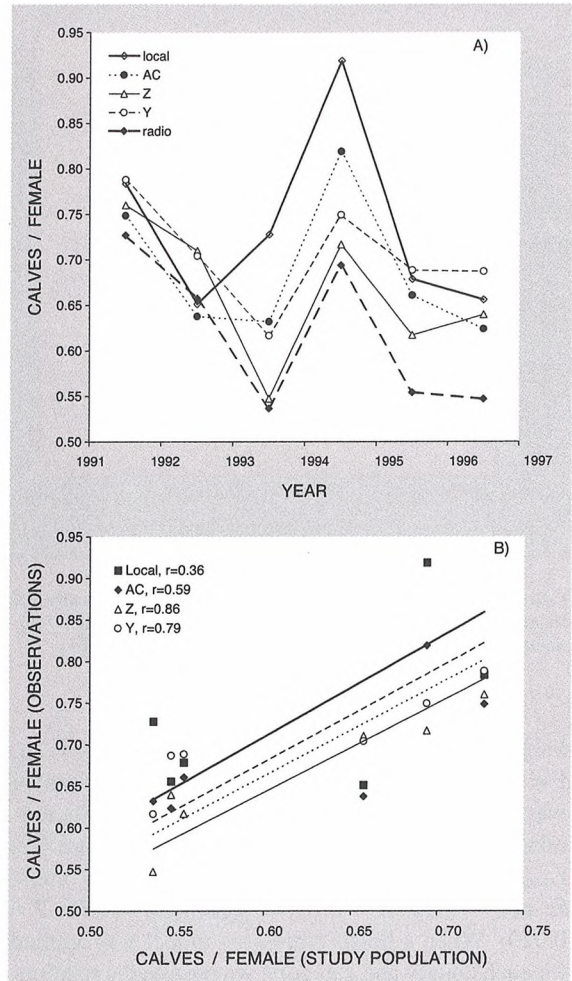 A)
CALVES / FEMALE
0.95
0.90
0.85
0.80
0.75
0.70
0.65
0.60
0.55
0.50
local
AC
Z
Y
radio
1991 1992 1993 1994 1995 1996 1997
YEAR
B)
CALVES / FEMALE (OBSERVATIONS)
0.95
0.90
0.85
0.80
0.75
0.70
0.65
0.60
0.55
0.50
Local, r=0.36
AC, r=0.59
Z, r=0.86
Y, r=0.79
0.50 0.55 0.60 0.65 0.70 0.75
CALVES / FEMALE (STUDY POPULATION)